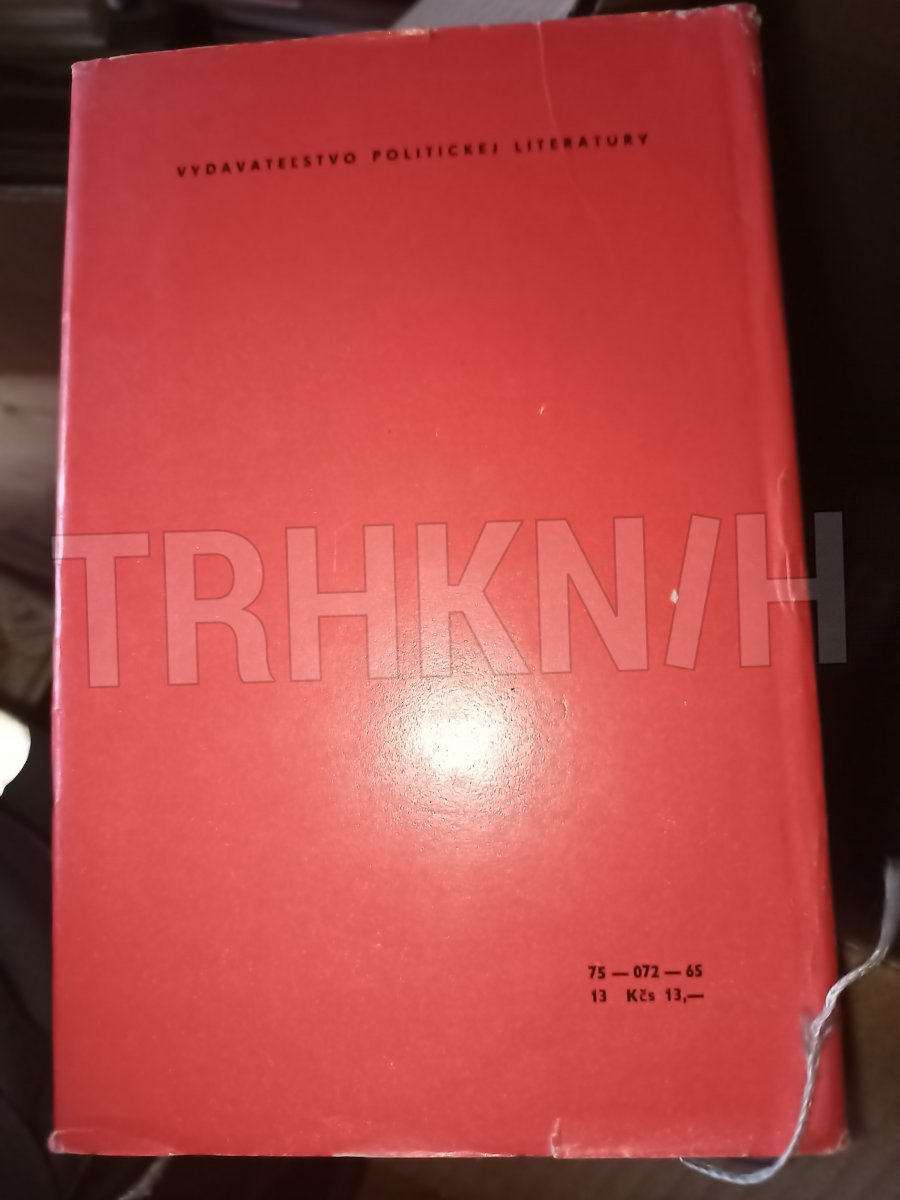 VYDAVATEĽSTVO POLITICKEJ LITERATÚRY
TRHKNIH
75 — 072 — 65
13 Kčs 13,—